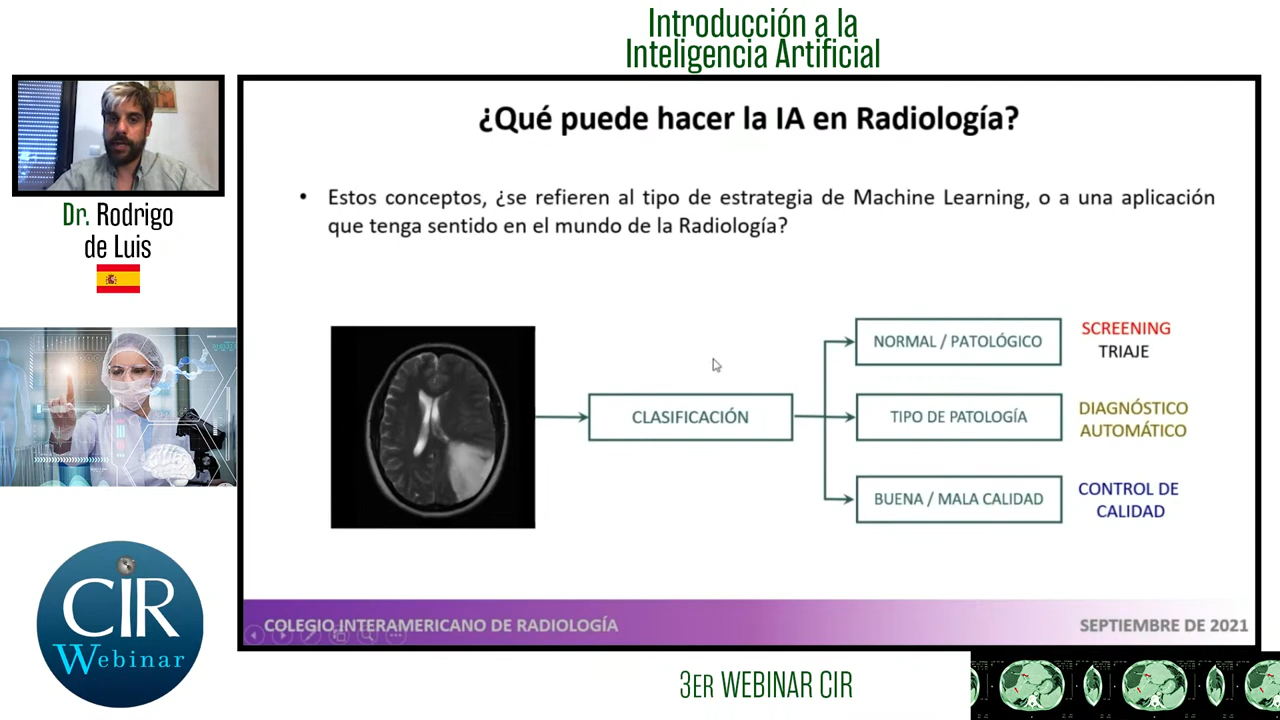 Introducción a la
Inteligencia Artificial
¿Qué puede hacer la IA en Radiología?
• Estos conceptos, ¿se refieren al tipo de estrategia de Machine Learning, o a una aplicación
que tenga sentido en el mundo de la Radiología?
Dr. Rodrigo
de Luis
CLASIFICACIÓN
NORMAL / PATOLÓGICO
SCREENING
TRIAJE
TIPO DE PATOLOGÍA
DIAGNÓSTICO
AUTOMÁTICO
BUENA / MALA CALIDAD
CONTROL DE
CALIDAD
CIR
Webinar
COLEGIO INTERAMERICANO DE RADIOLOGÍA
SEPTIEMBRE DE 2021
3ER WEBINAR CIR